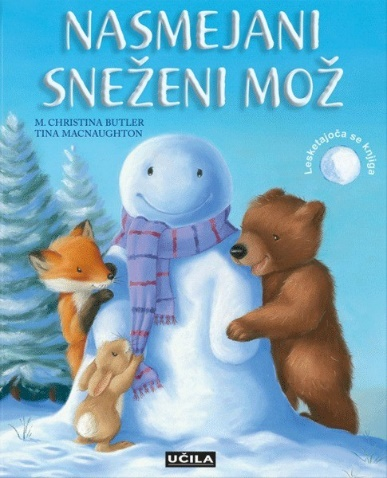 NASMEJANI
SNEŽENI MOŽ
M. CHRISTINA BUTLER
TINA MACNAUGHTON
Lesketajoča se knjiga
UČILA